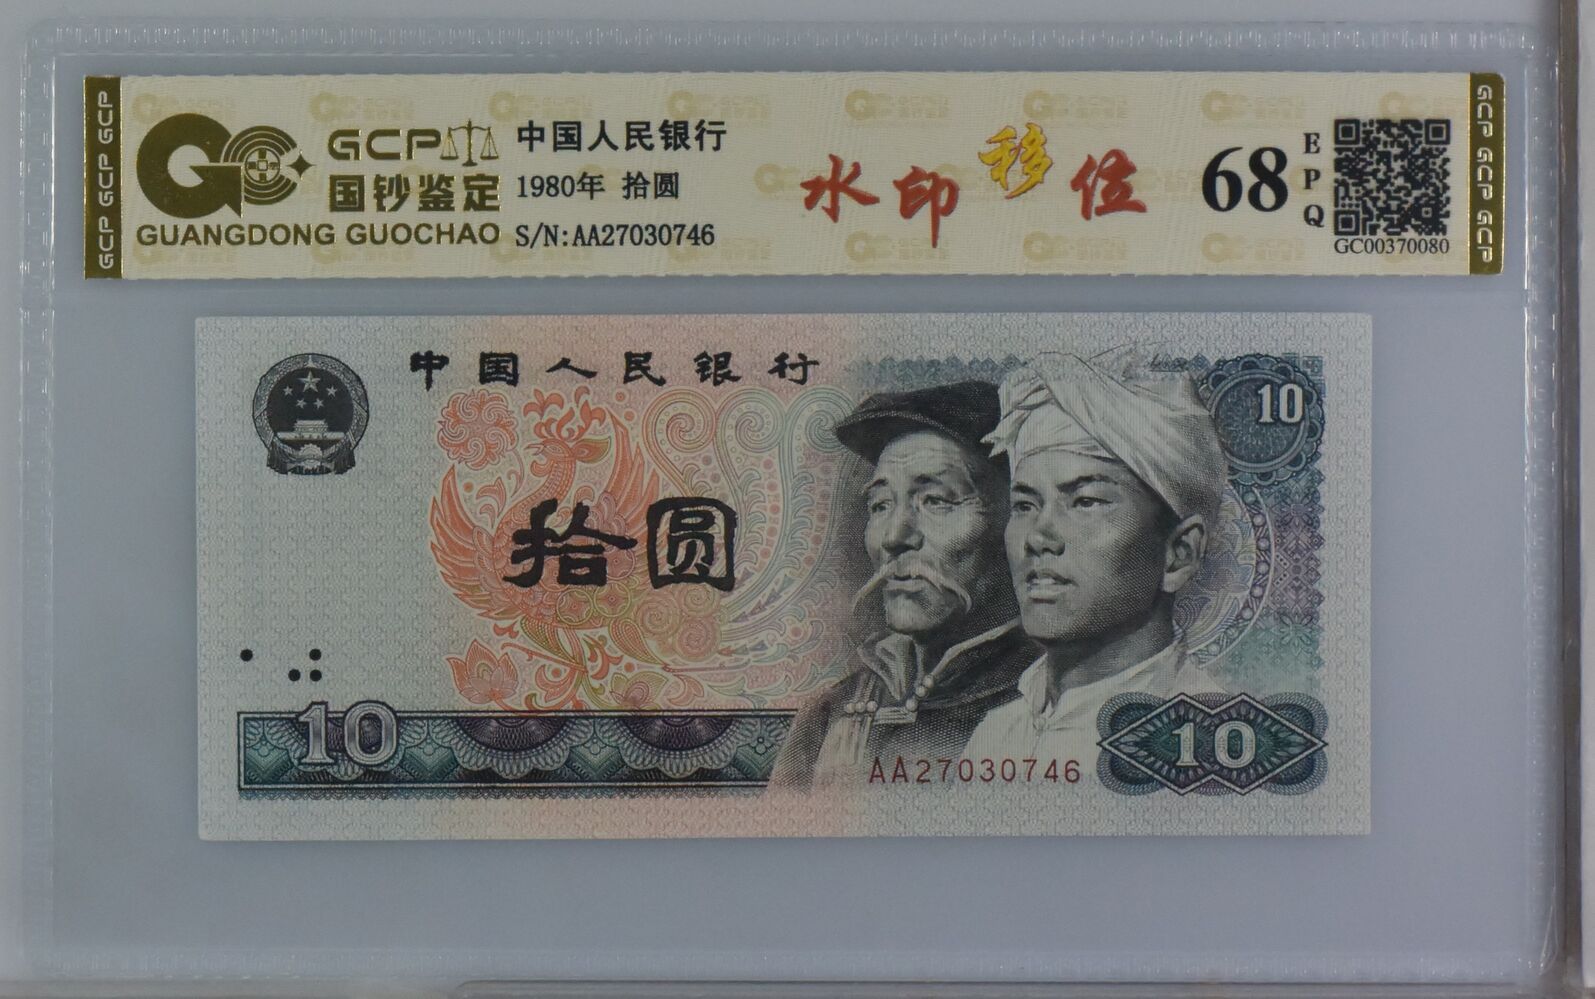 GCP GCP GCP
GCP
国钞鉴定
GUANGDONG GUOCHAO
中国人民银行
1980年 拾圆
S/N:AA27030746
水印移位
68
EPQ
GC00370080
GCP GCP GCP
中国人民银行
10
拾圆
10
AA27030746
10